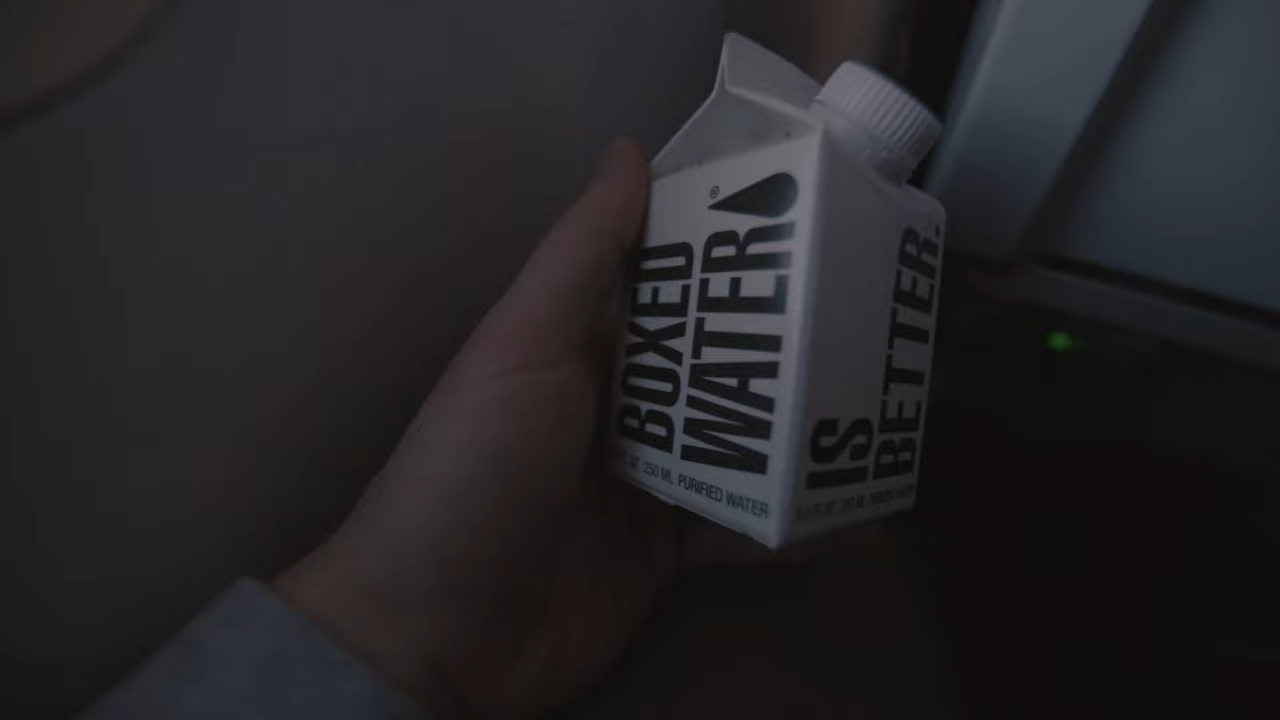 BOXED
WATER
®
250 ML PURIFIED WATER
IS
BETTER.